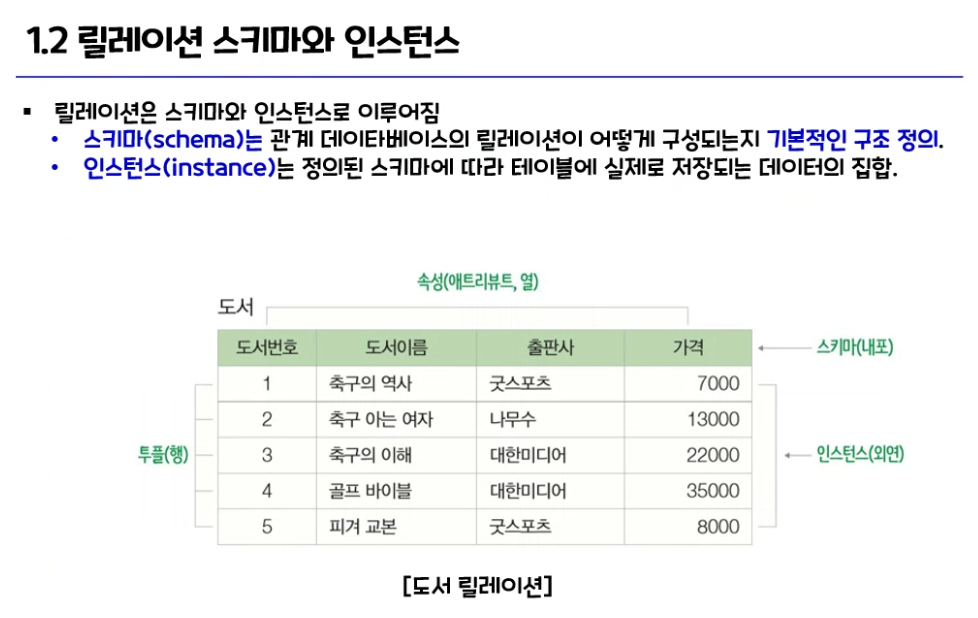 1.2 릴레이션 스키마와 인스턴스
▪ 릴레이션은 스키마와 인스턴스로 이루어짐
• 스키마(schema)는 관계 데이타베이스의 릴레이션이 어떻게 구성되는지 기본적인 구조 정의.
• 인스턴스(instance)는 정의된 스키마에 따라 테이블에 실제로 저장되는 데이터의 집합.
속성(애트리뷰트, 열)
도서
도서번호 도서이름 출판사 가격 스키마(내포)
1 축구의 역사 굿스포츠 7000
2 축구 아는 여자 나무수 13000
투플(행) 3 축구의 이해 대한미디어 22000 인스턴스(외연)
4 골프 바이블 대한미디어 35000
5 피겨 교본 굿스포츠 8000
[도서 릴레이션]